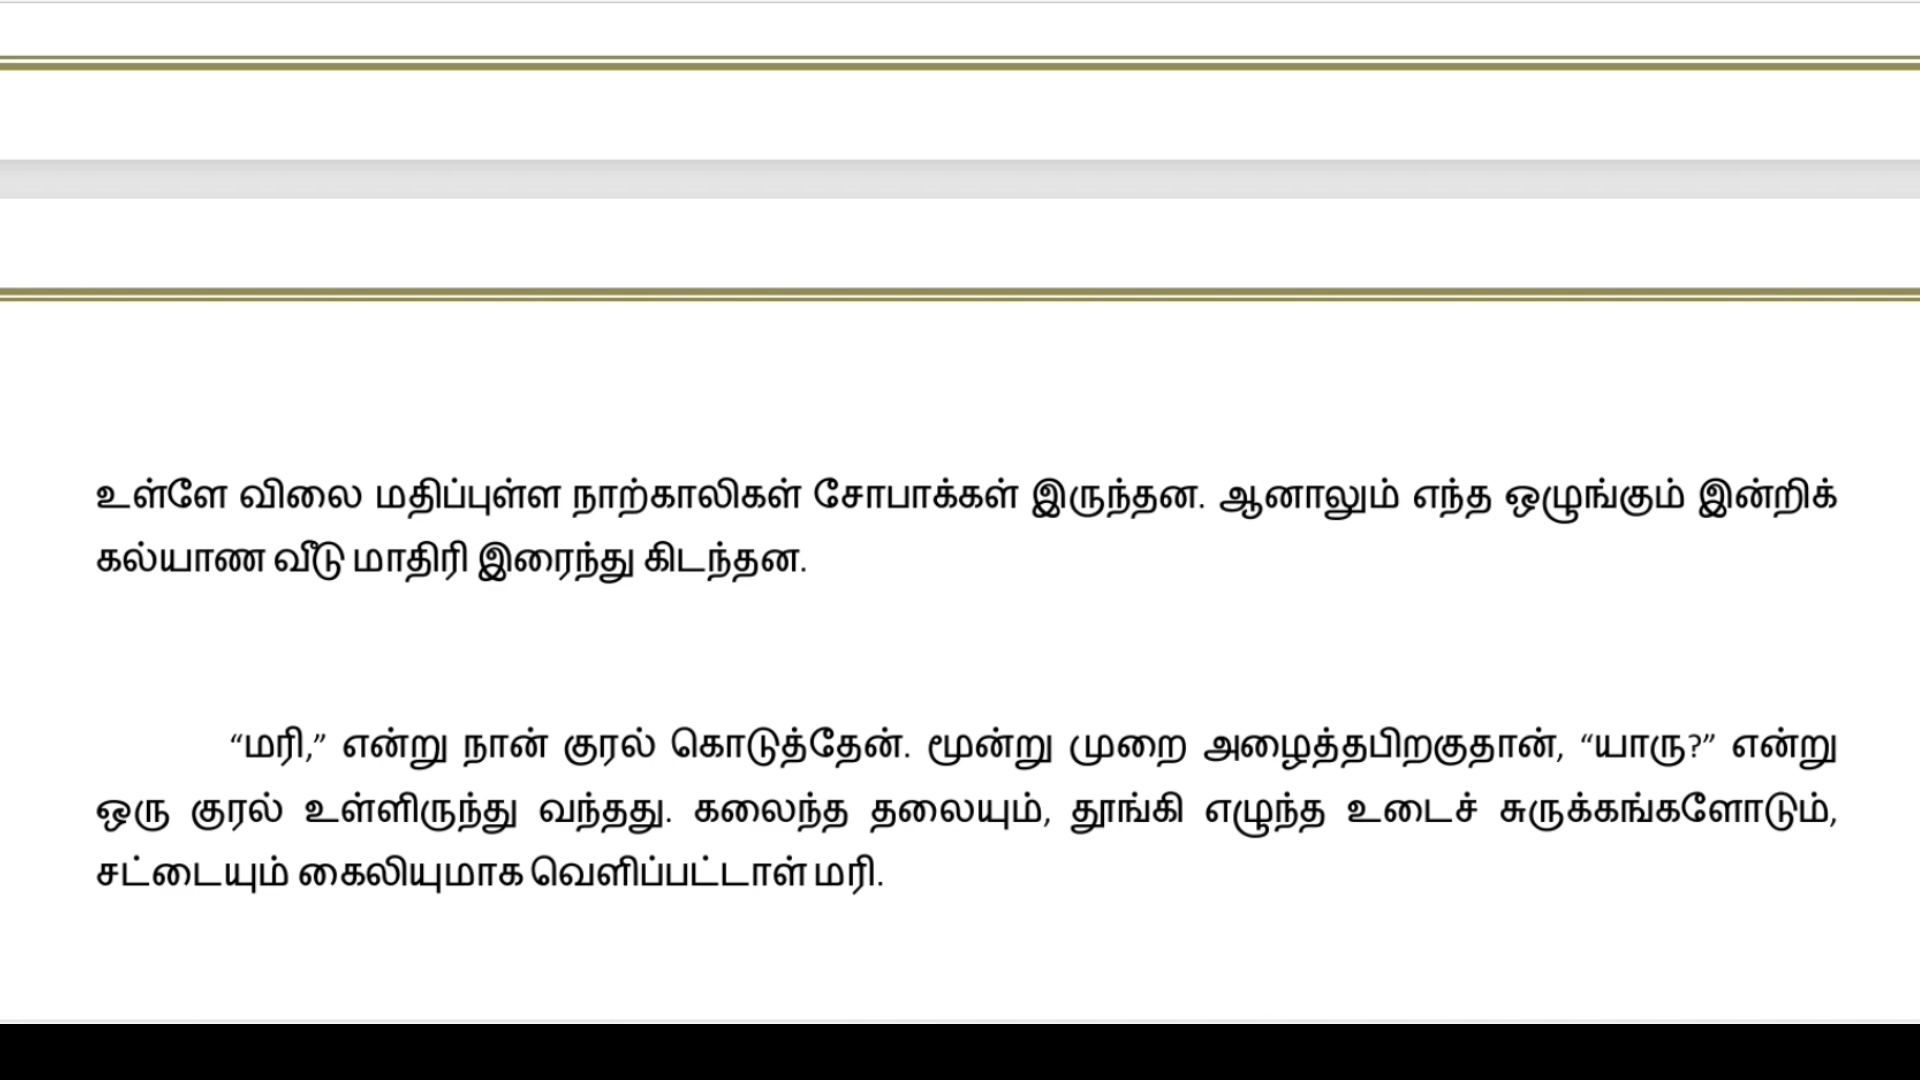 உள்ளே விலை மதிப்புள்ள நாற்காலிகள் சோபாக்கள் இருந்தன. ஆனாலும் எந்த ஒழுங்கும் இன்றிக்
கல்யாண வீடு மாதிரி இரைந்து கிடந்தன.
“மரி,” என்று நான் குரல் கொடுத்தேன். மூன்று முறை அழைத்தபிறகுதான், “யாரு?” என்று
ஒரு குரல் உள்ளிருந்து வந்தது. கலைந்த தலையும், தூங்கி எழுந்த உடைச் சுருக்கங்களோடும்,
சட்டையும் கைலியுமாக வெளிப்பட்டாள் மரி.